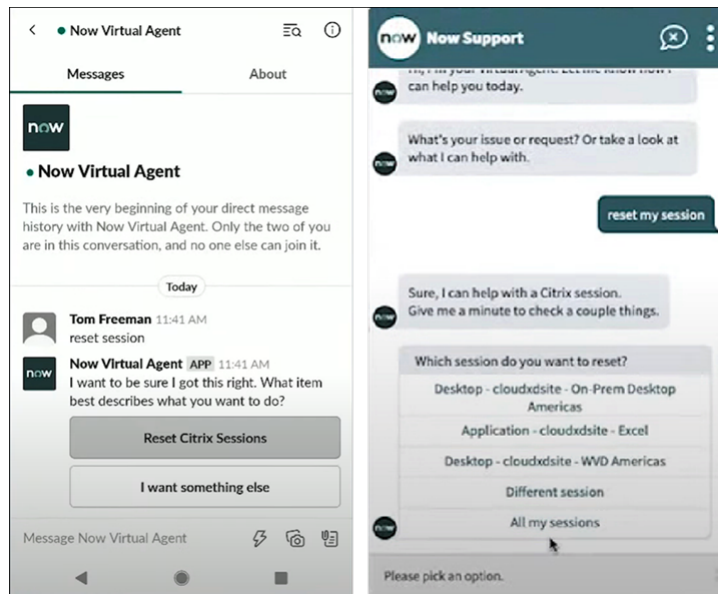 Now Virtual Agent
Messages
About
now
Now Virtual Agent
This is the very beginning of your direct message
history with Now Virtual Agent. Only the two of you
are in this conversation, and no one else can join it.
Today
Tom Freeman 11:41 AM
reset session
now
Now Virtual Agent APP 11:41 AM
I want to be sure I got this right. What item
best describes what you want to do?
Reset Citrix Sessions
I want something else
Message Now Virtual Agent
now Now Support
can help you today.
now
What's your issue or request? Or take a look at
what I can help with.
now
reset my session
Sure, I can help with a Citrix session.
Give me a minute to check a couple things.
now
Which session do you want to reset?
Desktop - cloudxdsite - On-Prem Desktop
Americas
Application - cloudxdsite - Excel
Desktop - cloudxdsite - WVD Americas
Different session
All my sessions
now
Please pick an option.